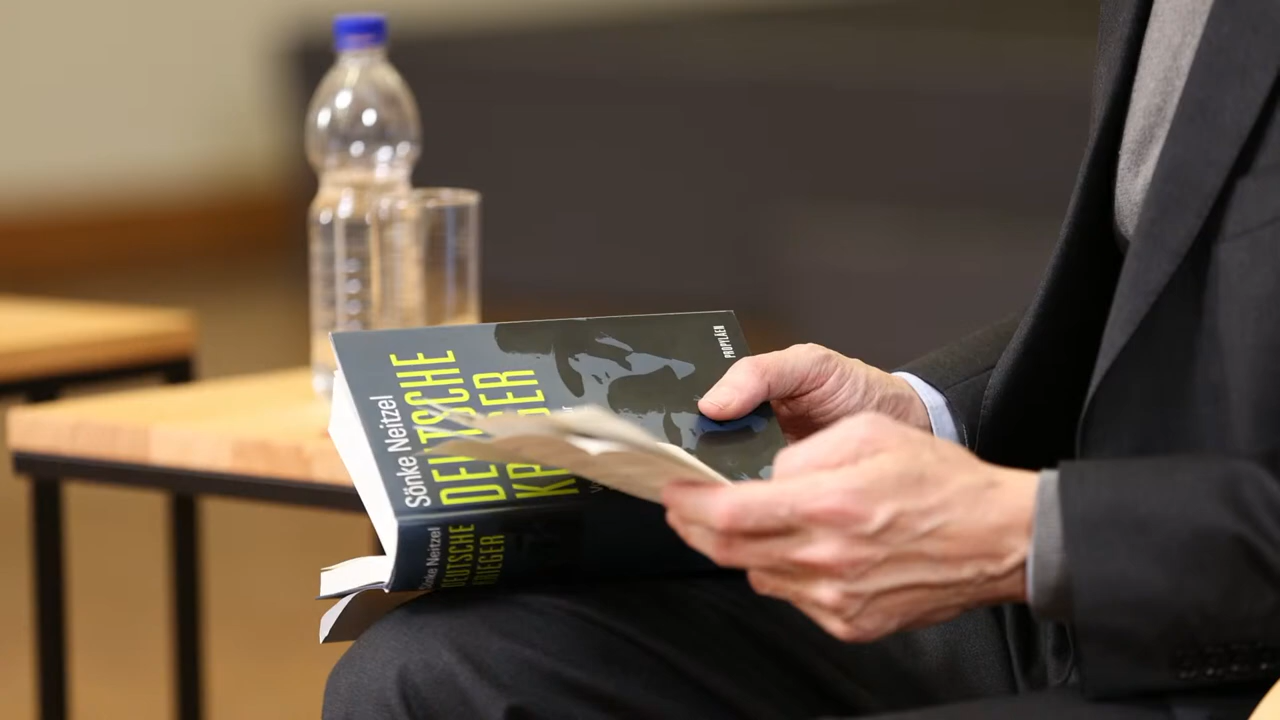 Sönke Neitzel
DEUTSCHE
KRIEGER
PROPYLÄEN
Sönke Neitzel
DEUTSCHE
KRIEGER